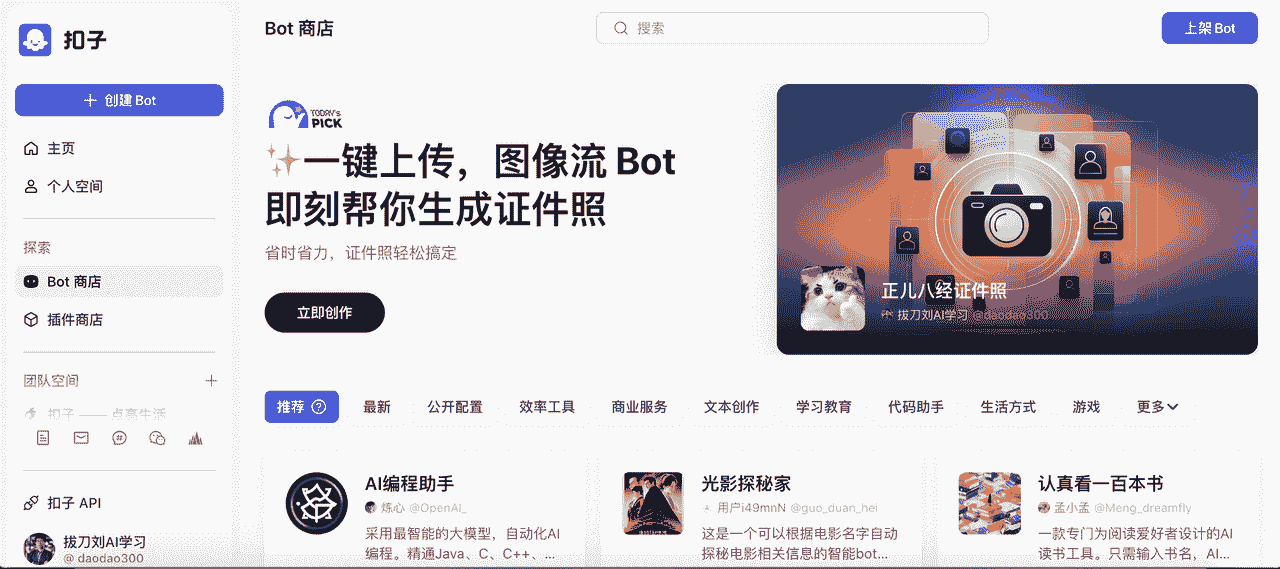 扣子
创建 Bot
主页
个人空间
探索
Bot 商店
插件商店
团队空间
扣子 —— 点亮生活
扣子 API
拔刀刘AI学习
@daodao300
Bot 商店
搜索
上架 Bot
TODAY's
PICK
✨一键上传，图像流 Bot
即刻帮你生成证件照
省时省力，证件照轻松搞定
立即创作
正儿八经证件照
拔刀刘AI学习 @daodao300
推荐 最新 公开配置 效率工具 商业服务 文本创作 学习教育 代码助手 生活方式 游戏 更多
AI编程助手
炼心 @OpenAI_
采用最智能的大模型，自动化AI
编程。精通Java、C、C++、...
光影探秘家
用户i49mnN @guo_duan_hei
这是一个可以根据电影名字自动
探秘电影相关信息的智能bot...
认真看一百本书
孟小孟 @Meng_dreamfly
一款专门为阅读爱好者设计的AI
读书工具。只需输入书名，AI...